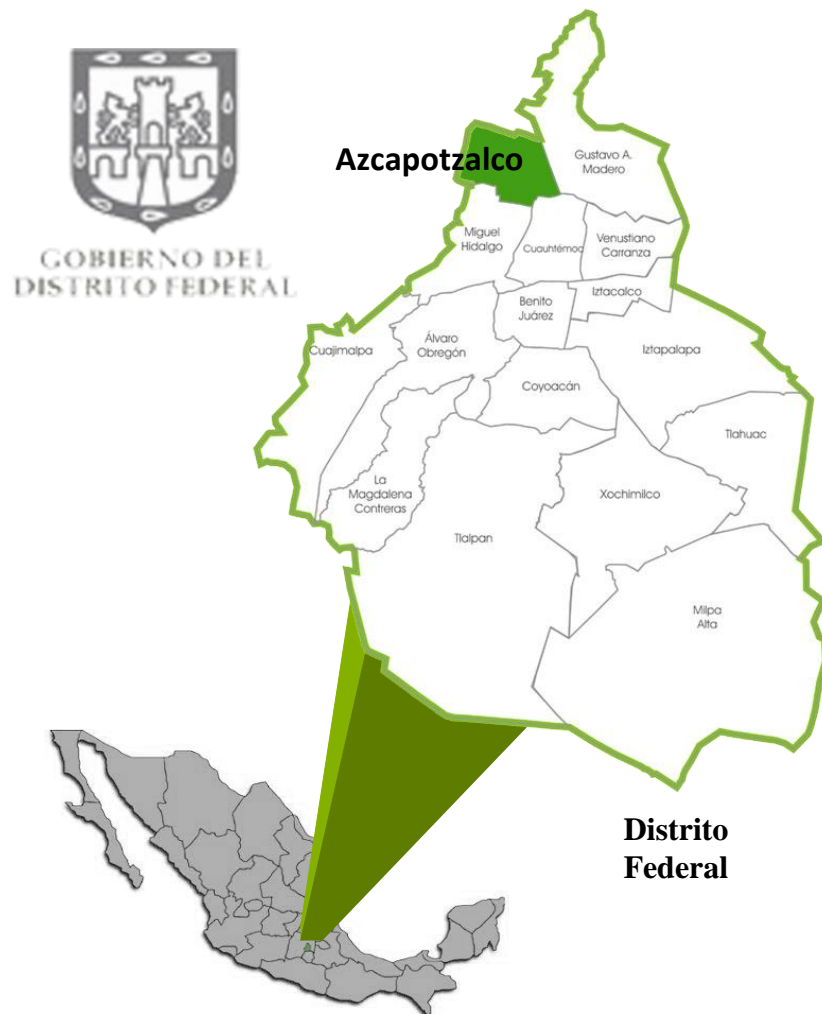 GOBIERNO DEL
DISTRITO FEDERAL
Azcapotzalco
Gustavo A.
Madero
Miguel
Hidalgo
Cuauhtémoc
Venustiano
Carranza
Benito
Juárez
Iztacalco
Cuajimalpa
Álvaro
Obregón
Iztapalapa
Coyoacán
Tlahuac
La
Magdalena
Contreras
Xochimilco
Tlalpan
Milpa
Alta
Distrito
Federal